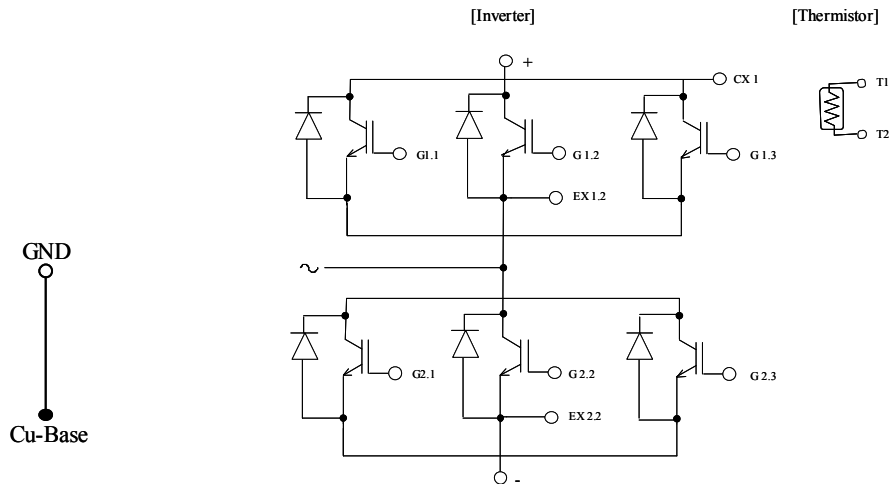 [Inverter]
[Thermistor]
+
CX 1
T1
G1.1
G 1.2
G 1.3
T2
EX 1.2
GND
~
G2.1
G 2.2
G 2.3
EX 2.2
Cu-Base
-